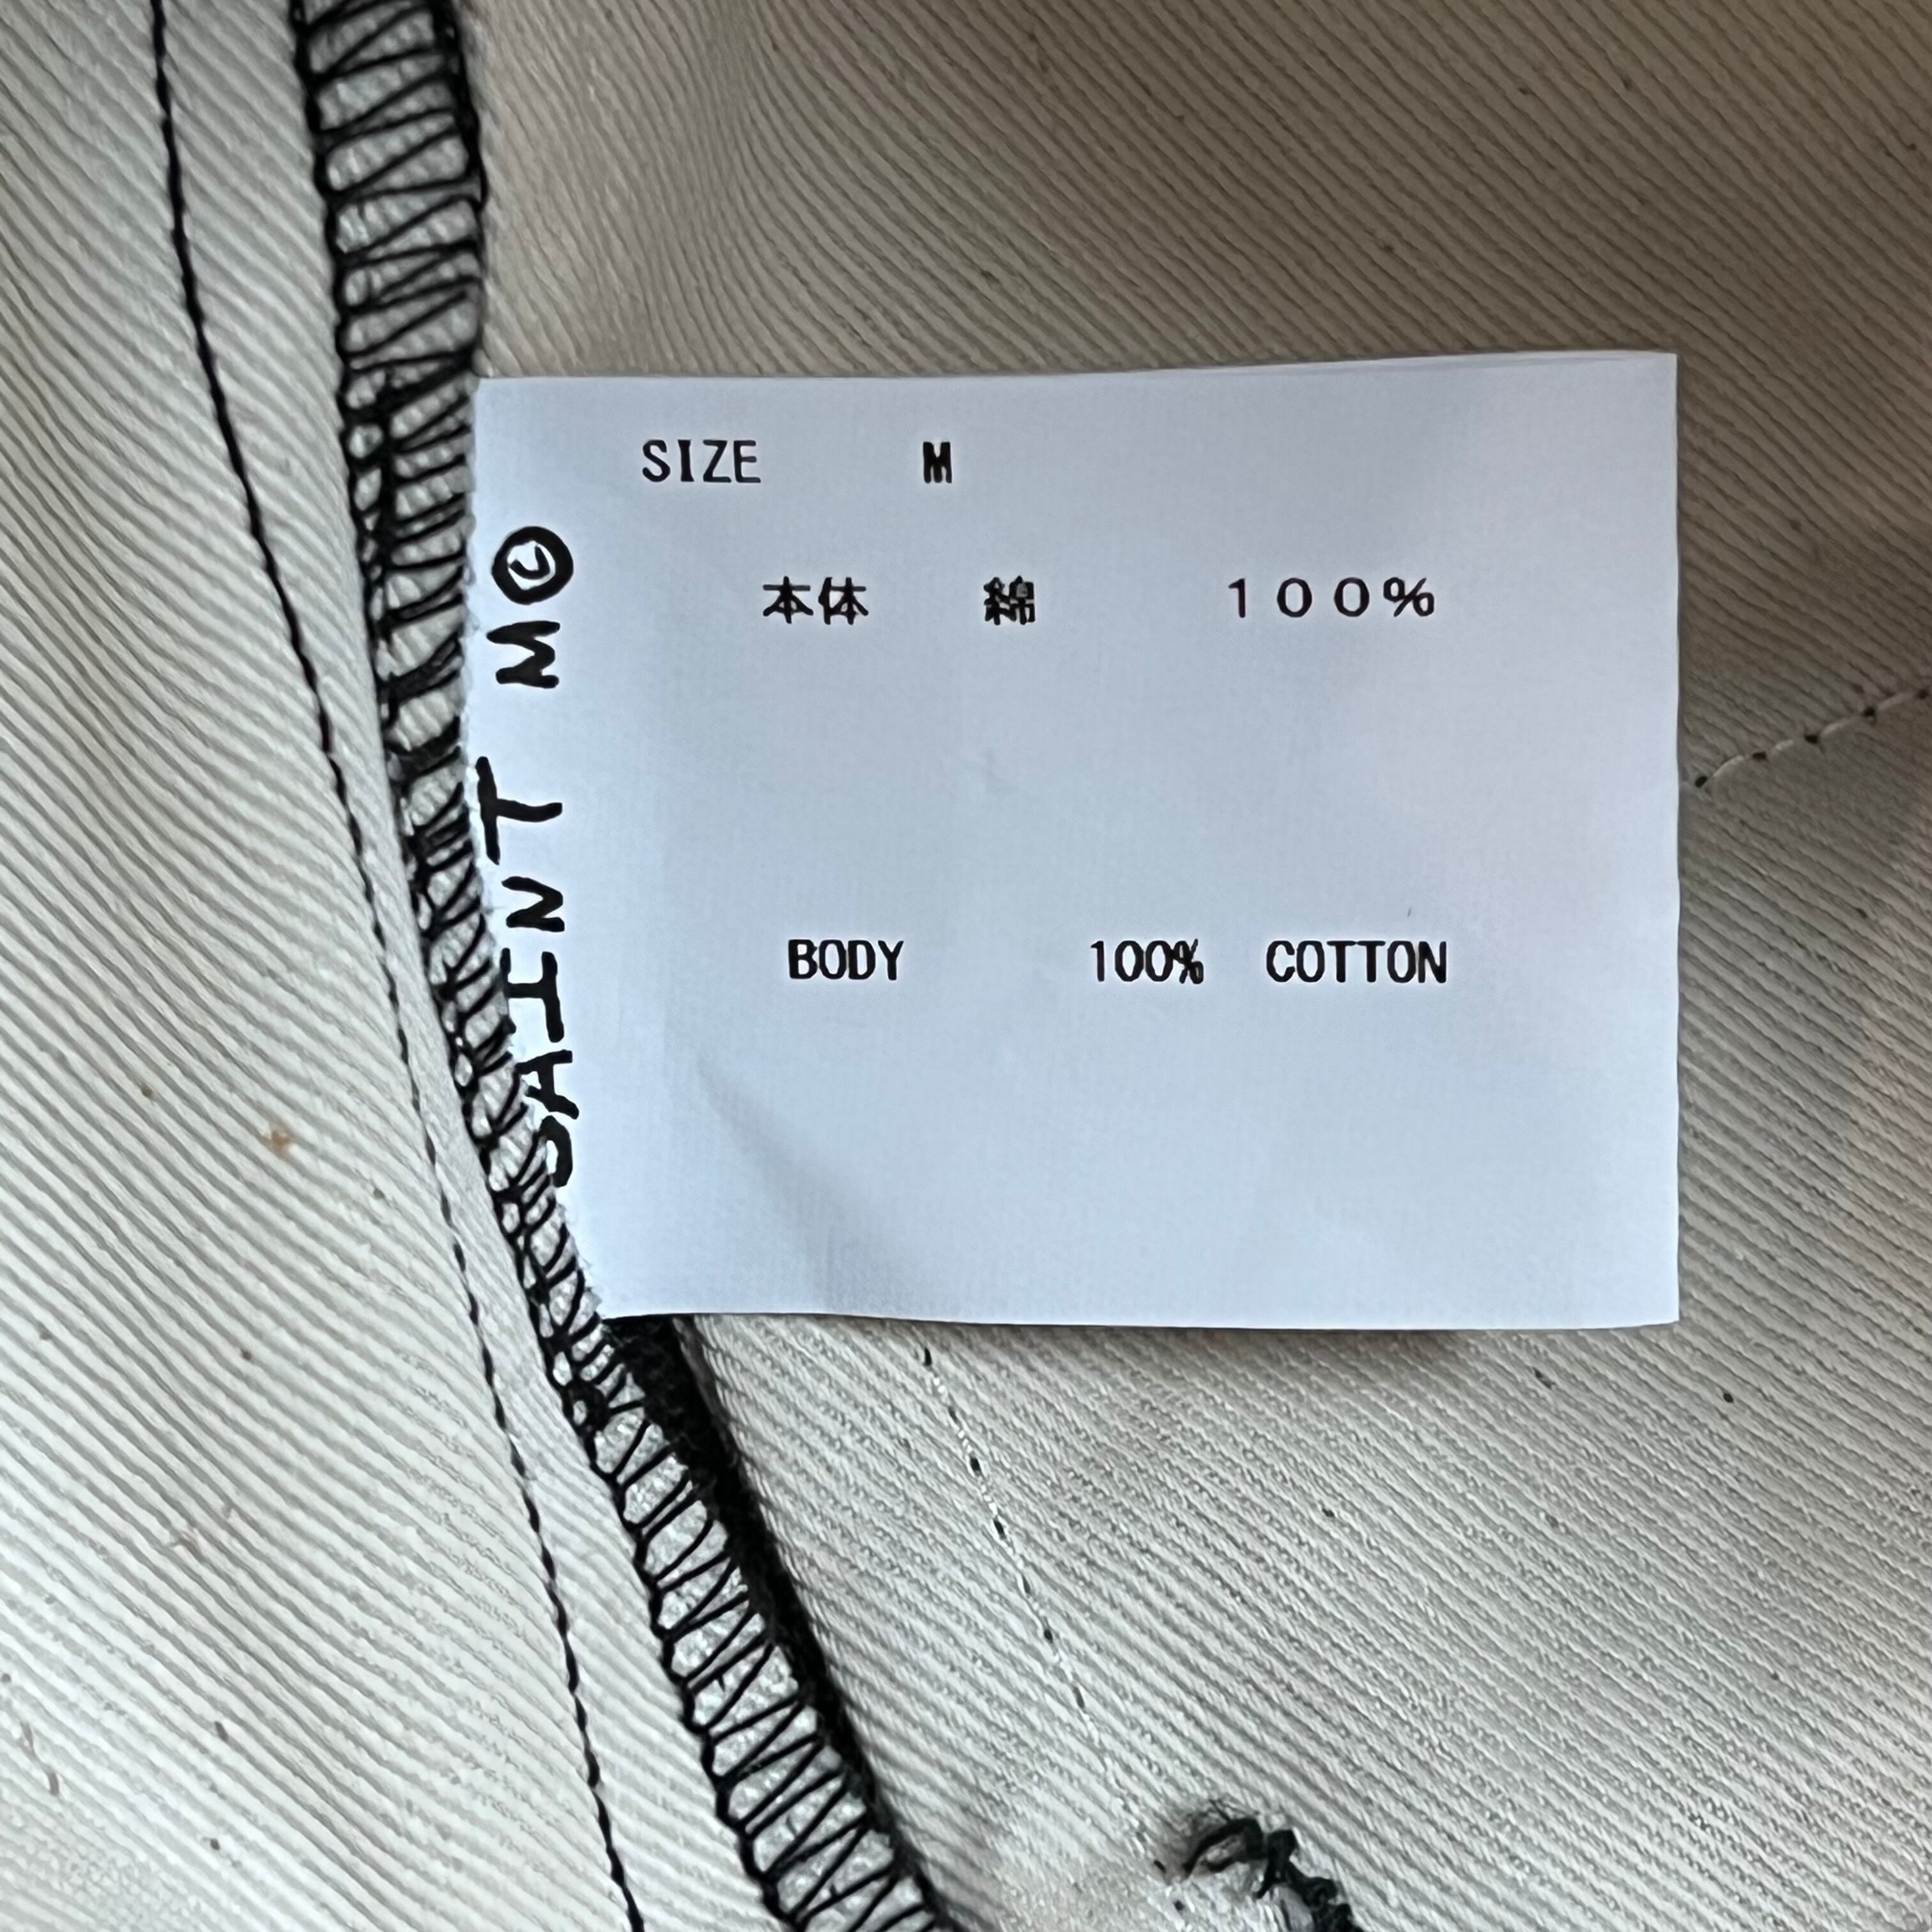 SIZE M
本体 綿 １００％
BODY 100% COTTON
SAINT M©